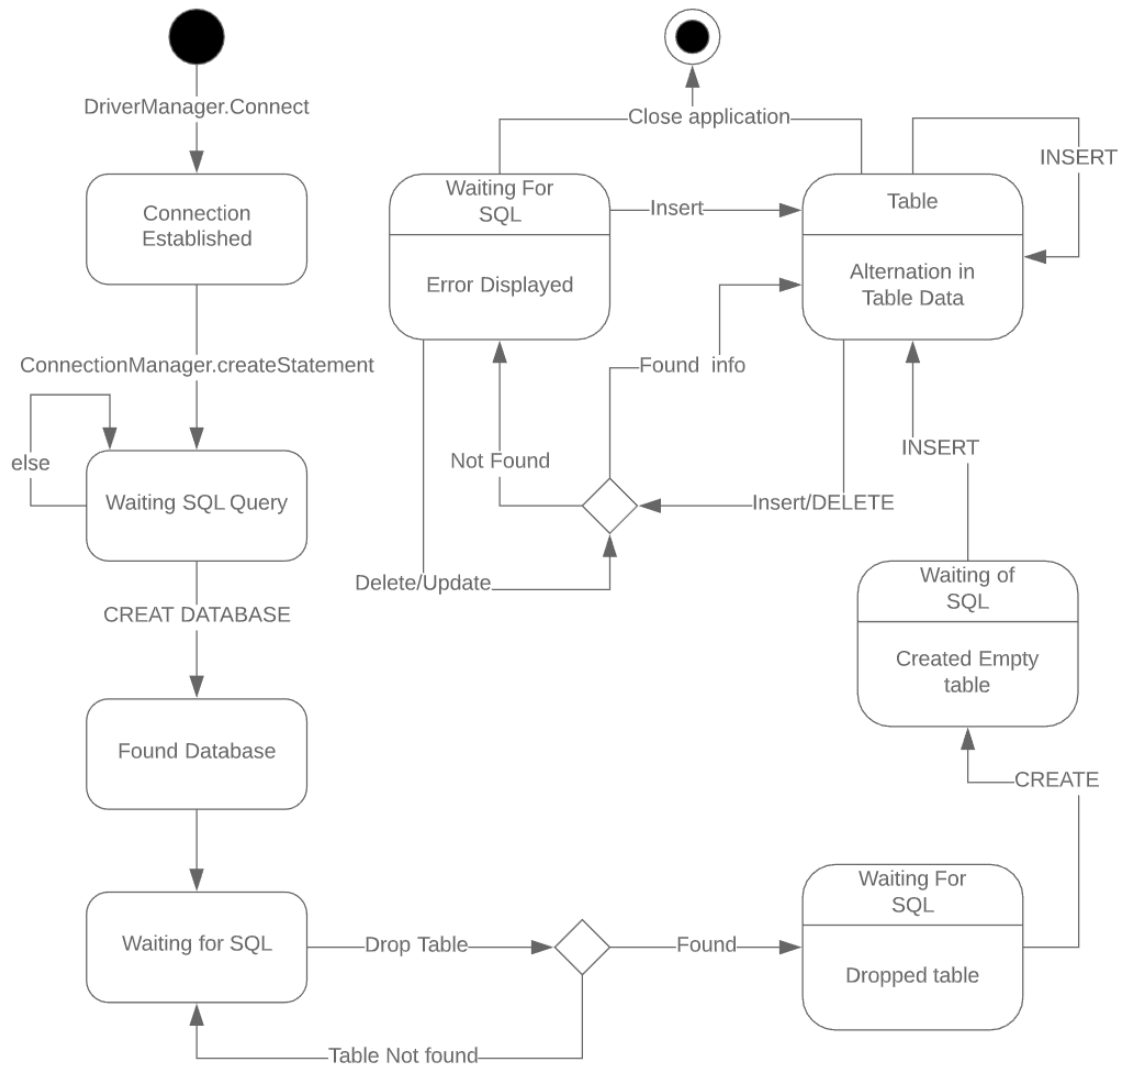 DriverManager.Connect
Connection
Established
ConnectionManager.createStatement
else
Waiting SQL Query
CREAT DATABASE
Found Database
Waiting for SQL
Drop Table
Table Not found
Found
Waiting For
SQL
Dropped table
CREATE
Waiting of
SQL
Created Empty
table
INSERT
Table
Alternation in
Table Data
INSERT
Close application
Waiting For
SQL
Error Displayed
Insert
Found info
Not Found
Insert/DELETE
Delete/Update